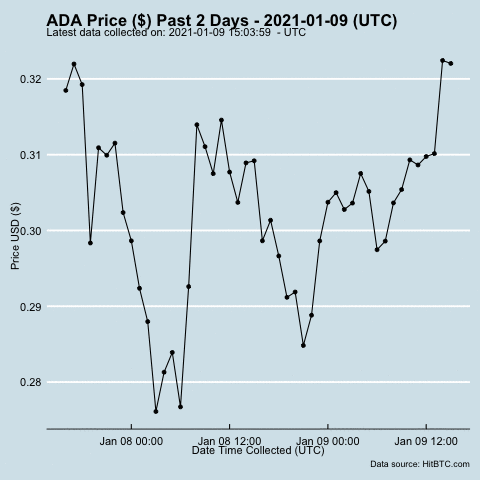 ADA Price ($) Past 2 Days - 2021-01-09 (UTC)
Latest data collected on: 2021-01-09 15:03:59 - UTC
0.32
0.31
0.30
0.29
0.28
Price USD ($)
Jan 08 00:00 Jan 08 12:00 Jan 09 00:00 Jan 09 12:00
Date Time Collected (UTC)
Data source: HitBTC.com